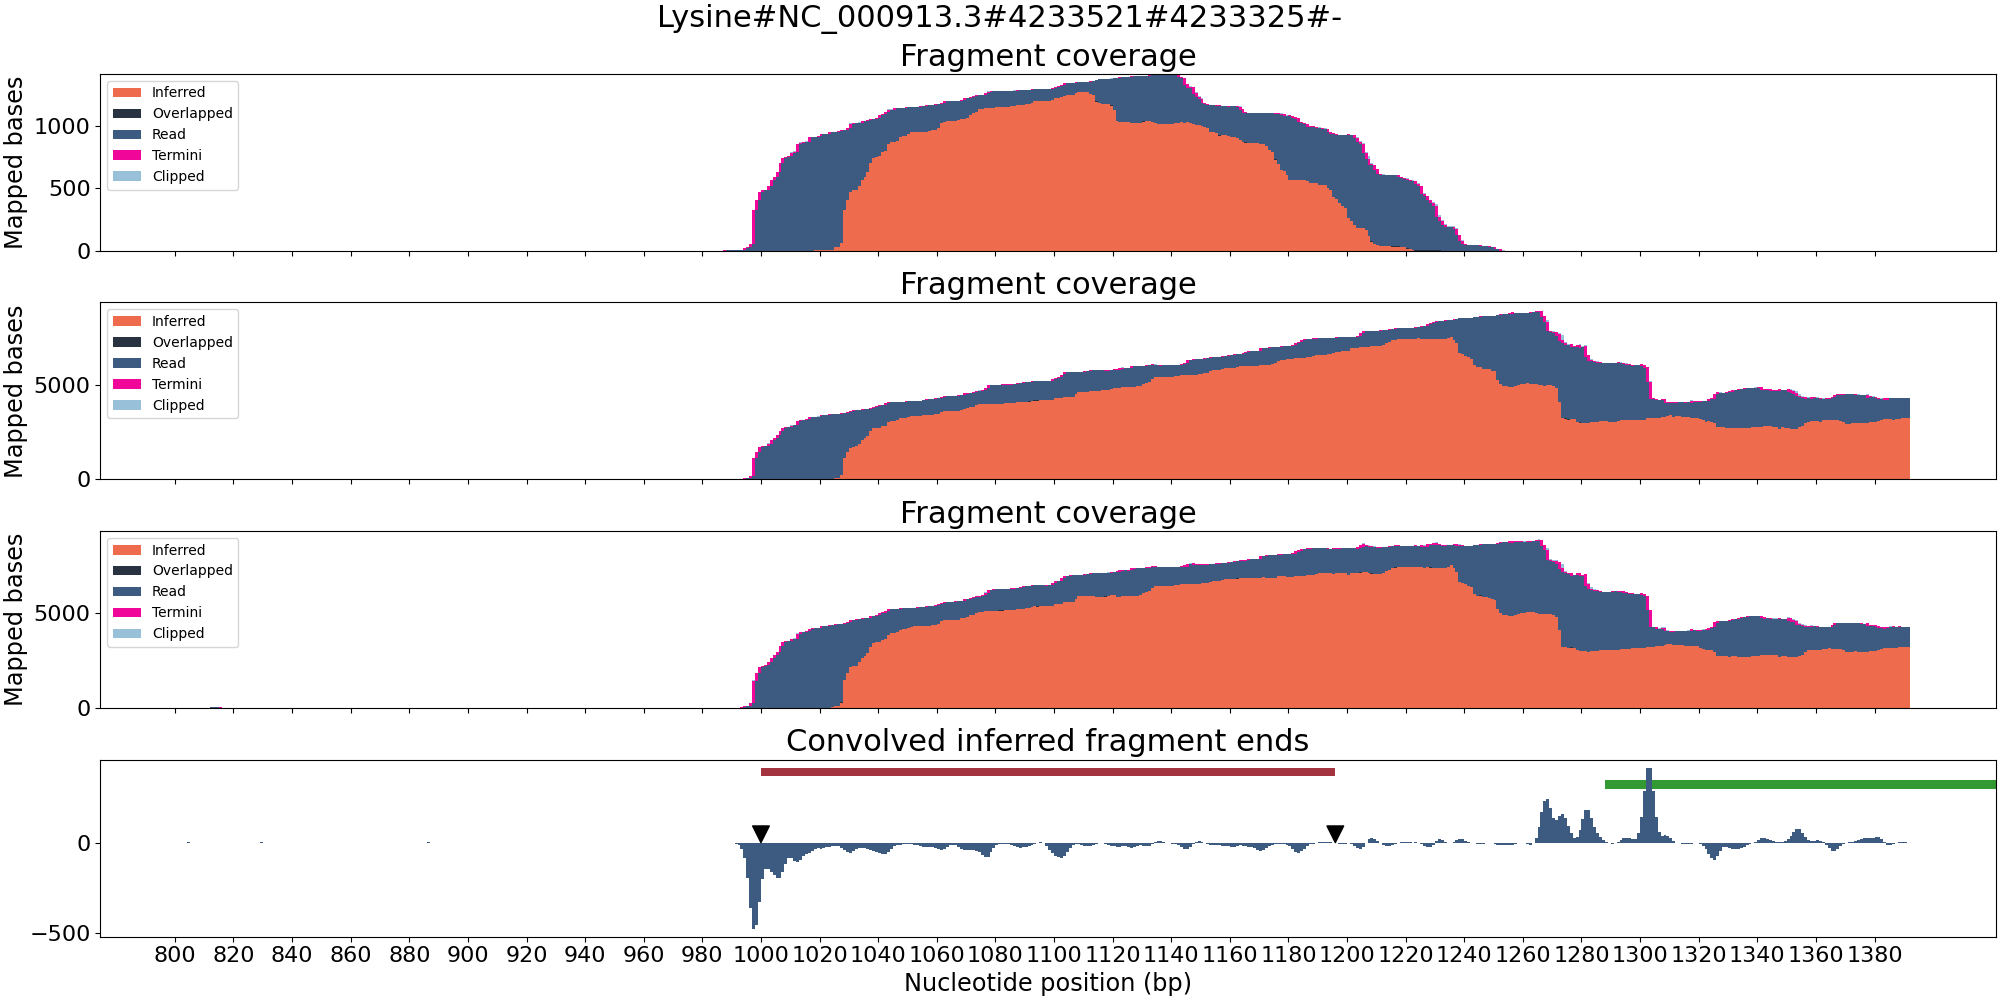 Lysine#NC_000913.3#4233521#4233325#-
Fragment coverage
Mapped bases
1000
500
0
Inferred
Overlapped
Read
Termini
Clipped
Fragment coverage
Mapped bases
5000
0
Inferred
Overlapped
Read
Termini
Clipped
Fragment coverage
Mapped bases
5000
0
Inferred
Overlapped
Read
Termini
Clipped
Convolved inferred fragment ends
0
−500
800 820 840 860 880 900 920 940 960 980 1000 1020 1040 1060 1080 1100 1120 1140 1160 1180 1200 1220 1240 1260 1280 1300 1320 1340 1360 1380
Nucleotide position (bp)